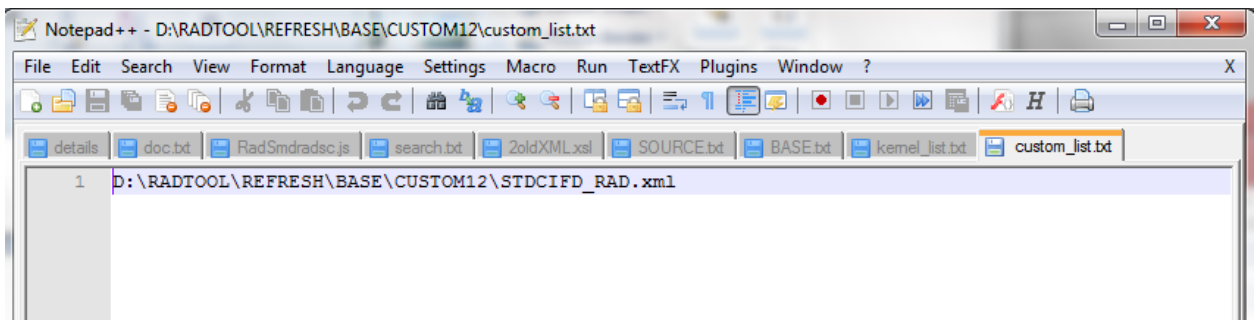 Notepad++ - D:\RADTOOL\REFRESH\BASE\CUSTOM12\custom_list.txt
File Edit Search View Format Language Settings Macro Run TextFX Plugins Window ? X
details doc.txt RadSmdradsc.js search.txt 2oldXML.xsl SOURCE.txt BASE.txt kernel_list.txt custom_list.txt
1 D:\RADTOOL\REFRESH\BASE\CUSTOM12\STDCIFD_RAD.xml